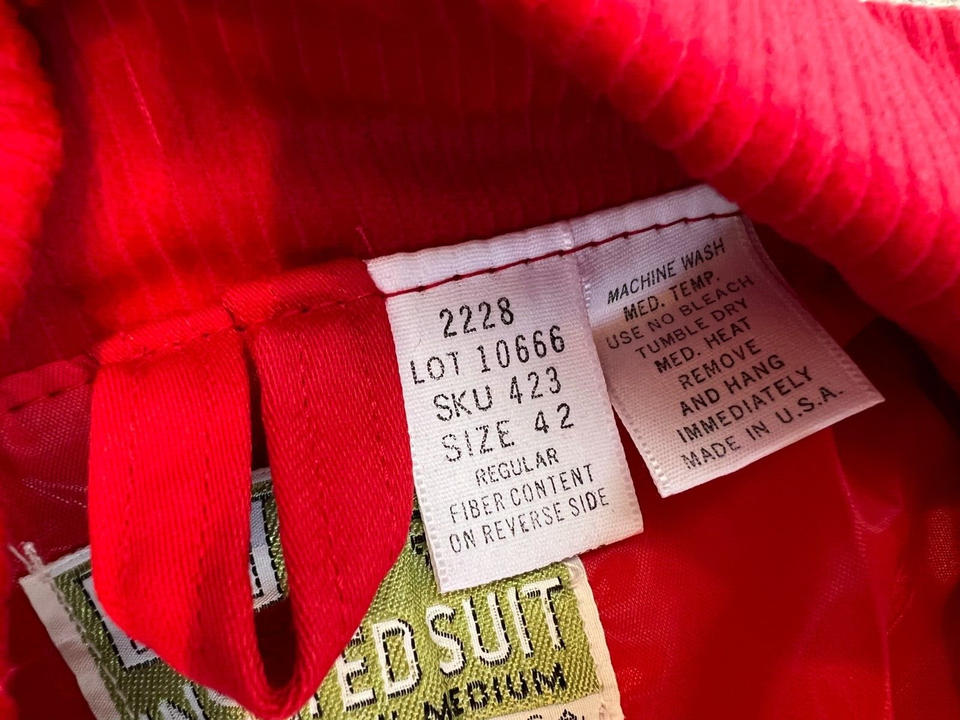 2228
LOT 10666
SKU 423
SIZE 42
REGULAR
FIBER CONTENT
ON REVERSE SIDE
MACHINE WASH
MED. TEMP.
USE NO BLEACH
TUMBLE DRY
MED. HEAT
REMOVE
AND HANG
IMMEDIATELY
MADE IN U.S.A.
SUIT
MEDIUM